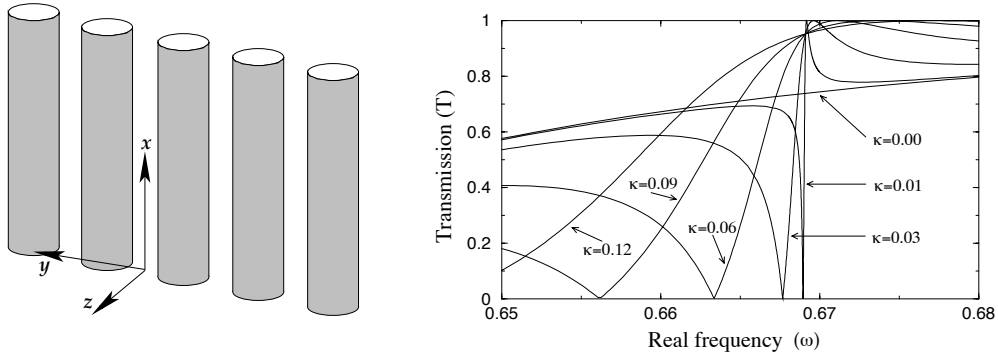 x
y
z
Transmission (T)
1
0.8
0.6
0.4
0.2
0
κ=0.00
κ=0.01
κ=0.03
κ=0.06
κ=0.09
κ=0.12
0.65
0.66
0.67
0.68
Real frequency (ω)